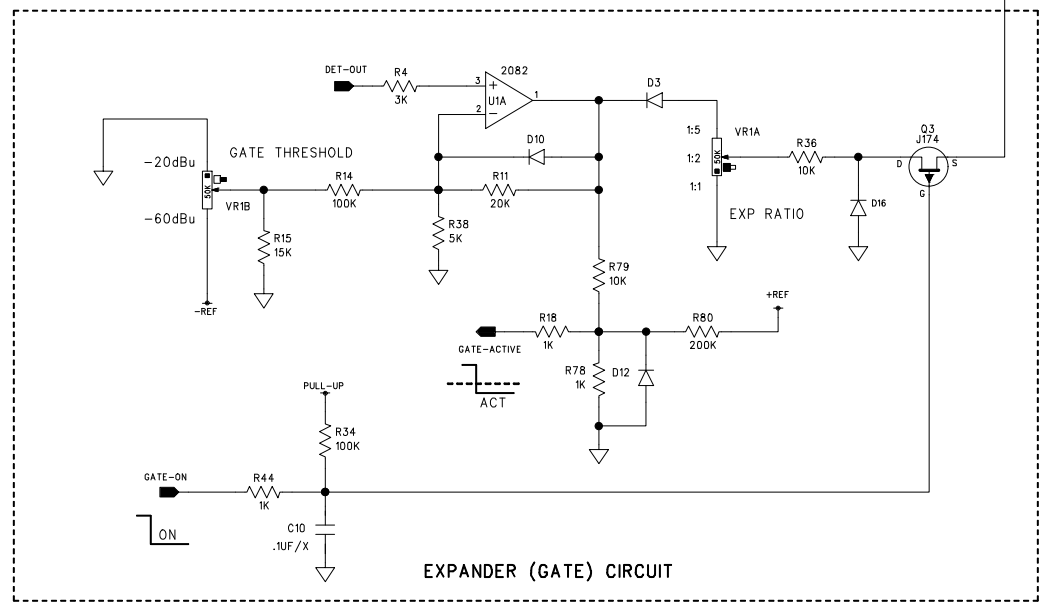 DET-OUT
R4
3K
2082
3
+
U1A
1
2
-
D3
D10
GATE THRESHOLD
-20dBu
50K
-60dBu
VR1B
-REF
R15
15K
R14
100K
R11
20K
R38
5K
1:5
VR1A
1:2
50K
1:1
EXP RATIO
R36
10K
Q3
J174
D
S
G
D16
R79
10K
+REF
R18
1K
R80
200K
GATE-ACTIVE
ACT
R78
1K
D12
PULL-UP
R34
100K
GATE-ON
R44
1K
ON
C10
.1UF/X
EXPANDER (GATE) CIRCUIT